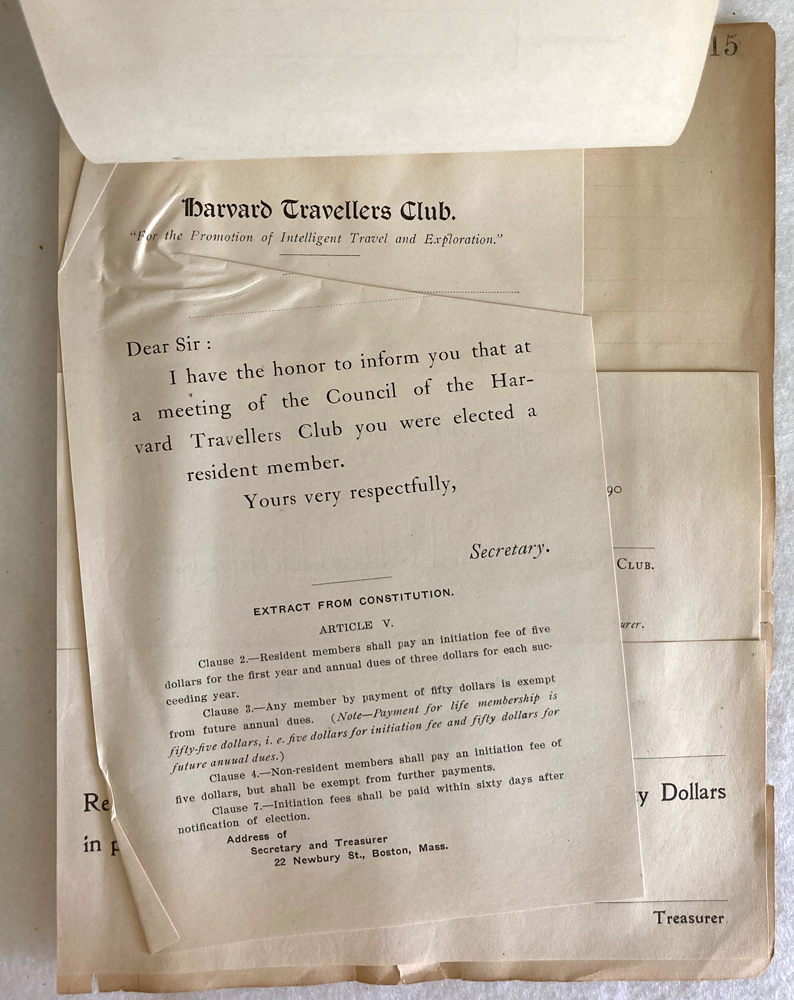 15
Harvard Travellers Club.
"For the Promotion of Intelligent Travel and Exploration."
Dear Sir :
I have the honor to inform you that at
a meeting of the Council of the Har-
vard Travellers Club you were elected a
resident member.
Yours very respectfully,
Secretary.
EXTRACT FROM CONSTITUTION.
ARTICLE V.
Clause 2.—Resident members shall pay an initiation fee of five
dollars for the first year and annual dues of three dollars for each suc-
ceeding year.
Clause 3.—Any member by payment of fifty dollars is exempt
from future annual dues. (Note—Payment for life membership is
fifty-five dollars, i. e. five dollars for initiation fee and fifty dollars for
future anuual dues.)
Clause 4.—Non-resident members shall pay an initiation fee of
five dollars, but shall be exempt from further payments.
Clause 7.—Initiation fees shall be paid within sixty days after
notification of election.
Address of
Secretary and Treasurer
22 Newbury St., Boston, Mass.
90
CLUB.
urer.
Re
y Dollars
in p
Treasurer